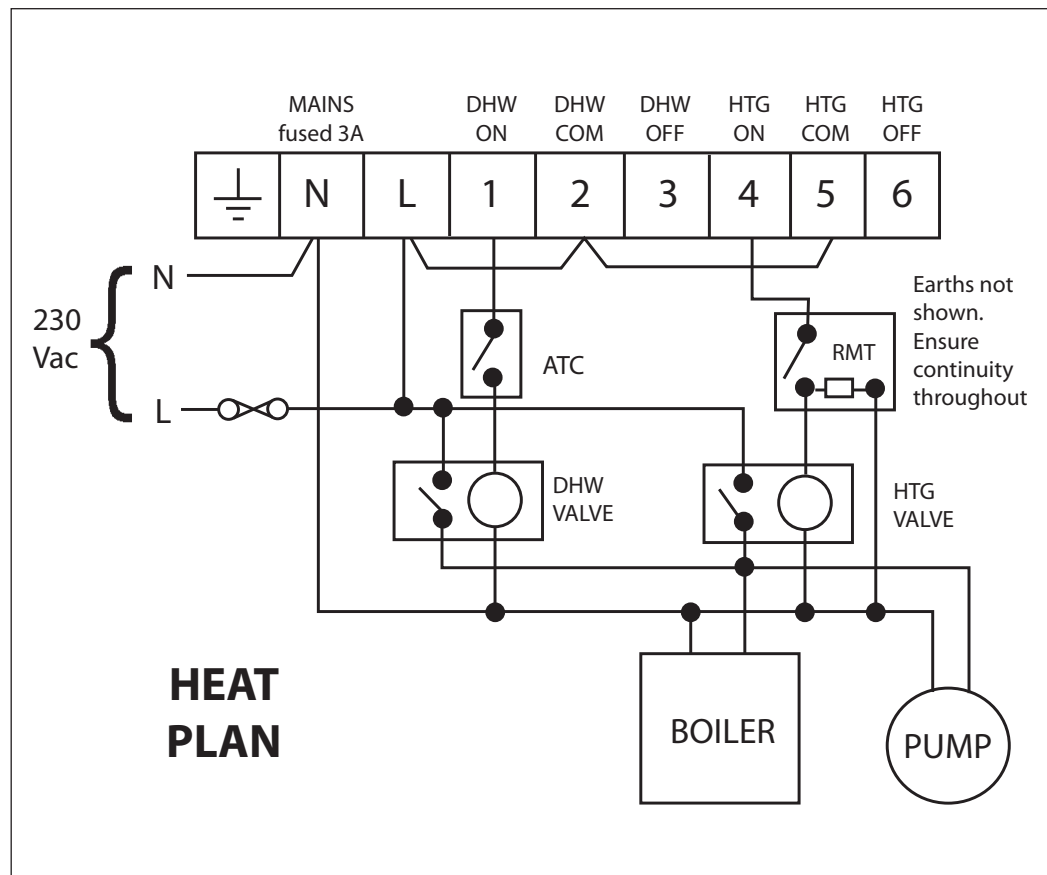 MAINS
fused 3A
DHW
ON
DHW
COM
DHW
OFF
HTG
ON
HTG
COM
HTG
OFF
N L 1 2 3 4 5 6
N
230
Vac
L
ATC
RMT
Earths not
shown.
Ensure
continuity
throughout
DHW
VALVE
HTG
VALVE
HEAT
PLAN
BOILER
PUMP